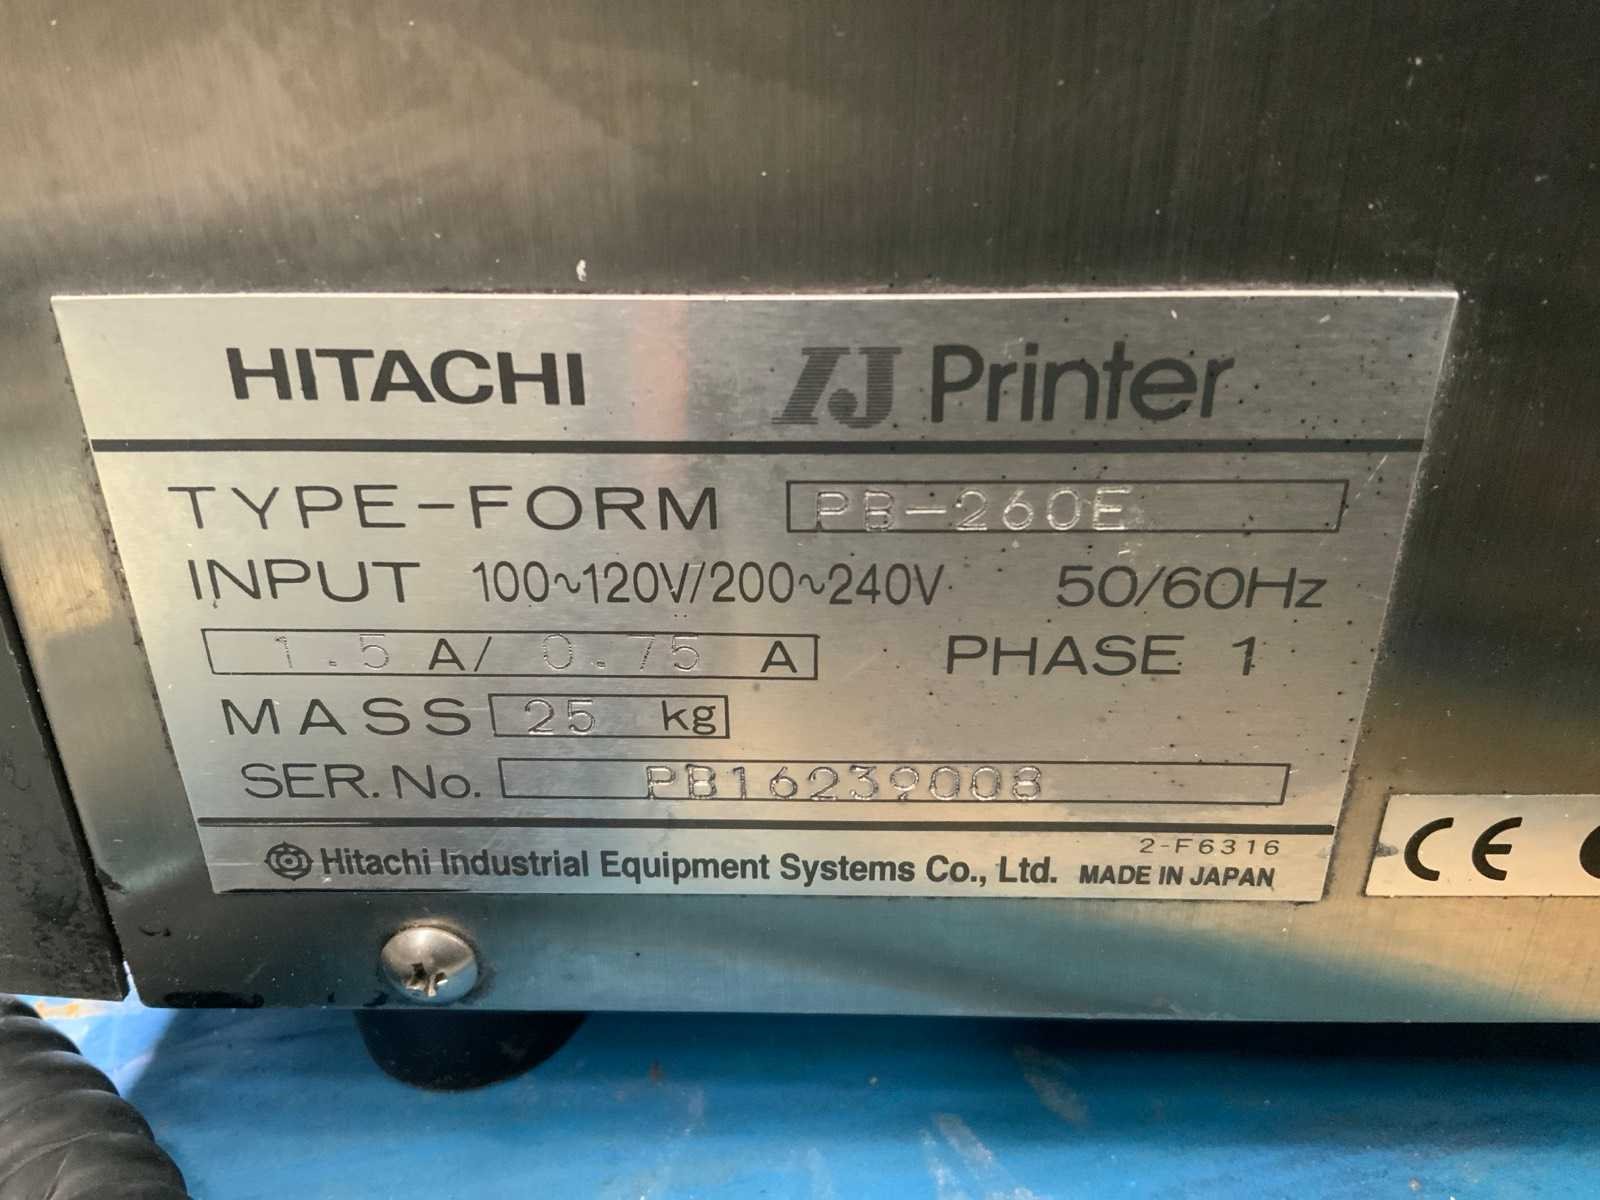 HITACHI IJ Printer
TYPE-FORM PB-260E
INPUT 100~120V/200~240V 50/60Hz
1.5 A/ 0.75 A PHASE 1
MASS 25 kg
SER. No. PB16239008
2-F6316
Hitachi Industrial Equipment Systems Co., Ltd. MADE IN JAPAN
CE